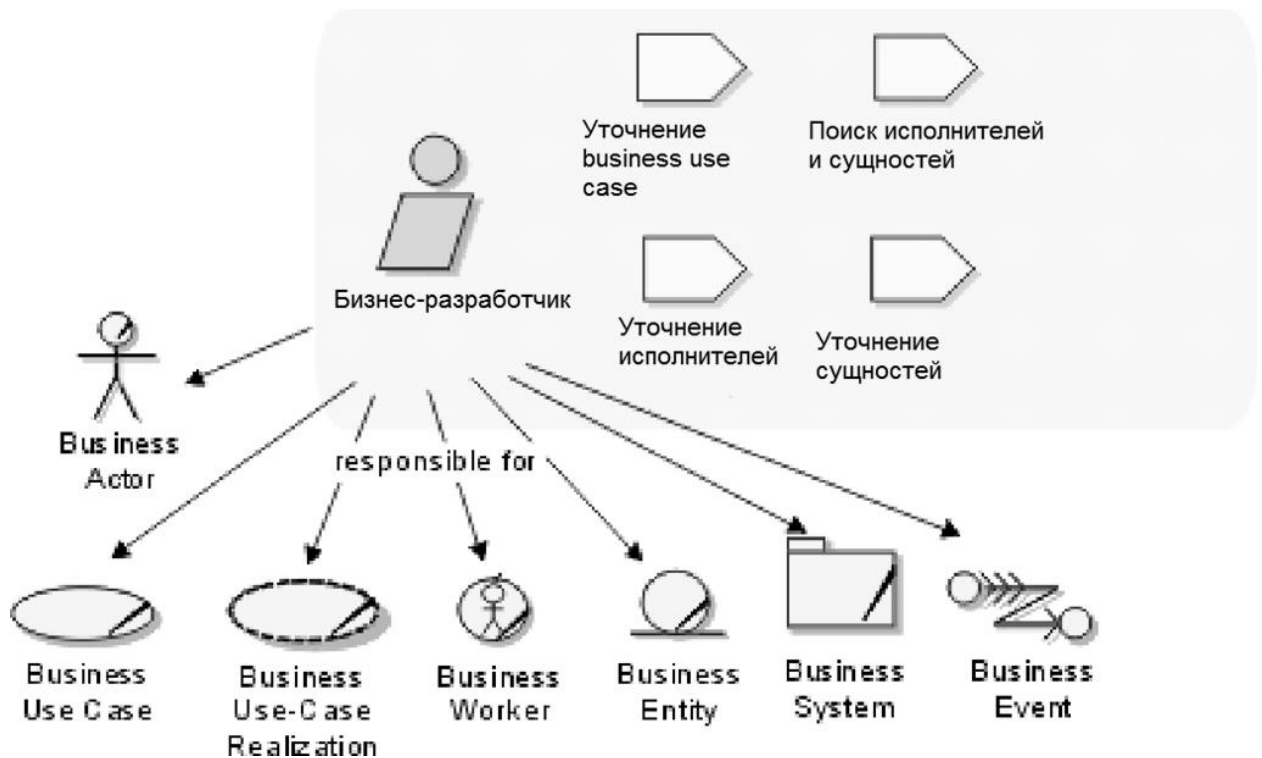 Уточнение
business use
case
Поиск исполнителей
и сущностей
Бизнес-разработчик
Уточнение
исполнителей
Уточнение
сущностей
Business
Actor
responsible for
Business
Use Case
Business
Use-Case
Realization
Business
Worker
Business
Entity
Business
System
Business
Event